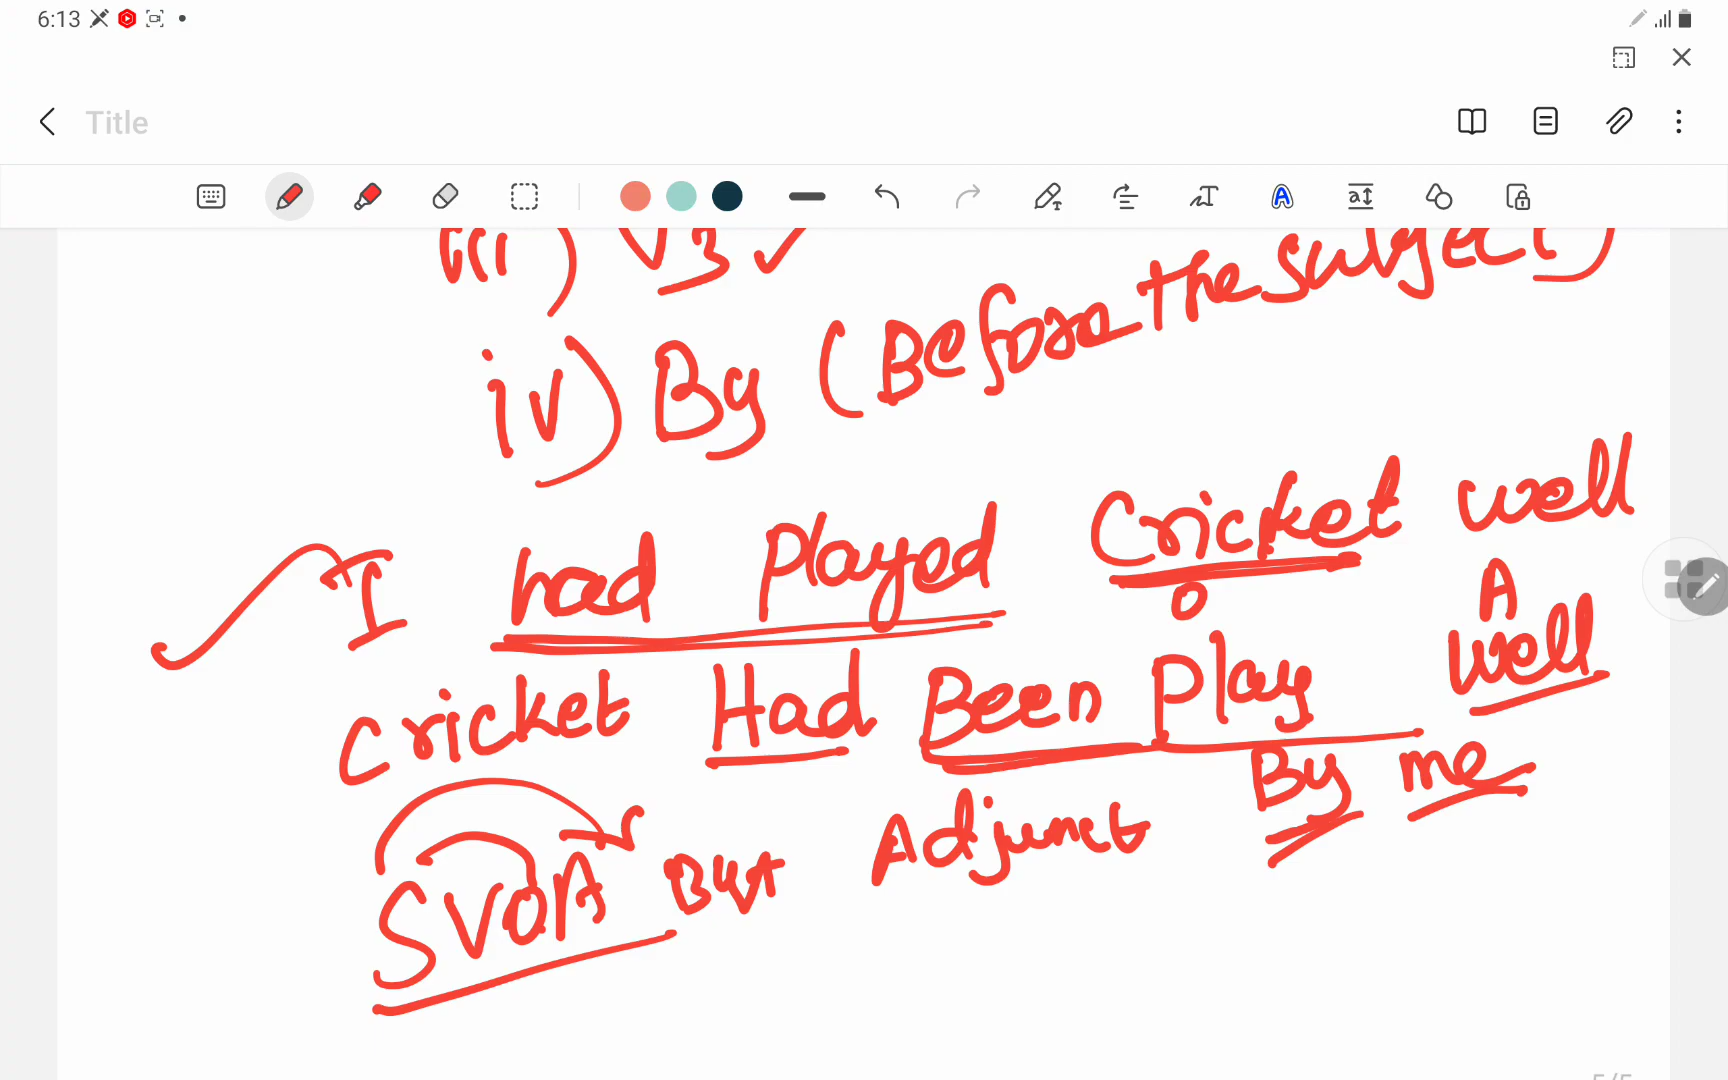 6:13
Title
iii) V3 ✓
iv) By (Before the subject)
I had Played Cricket well
O A
Cricket Had Been Play well
By me
SVOA By Adjunct